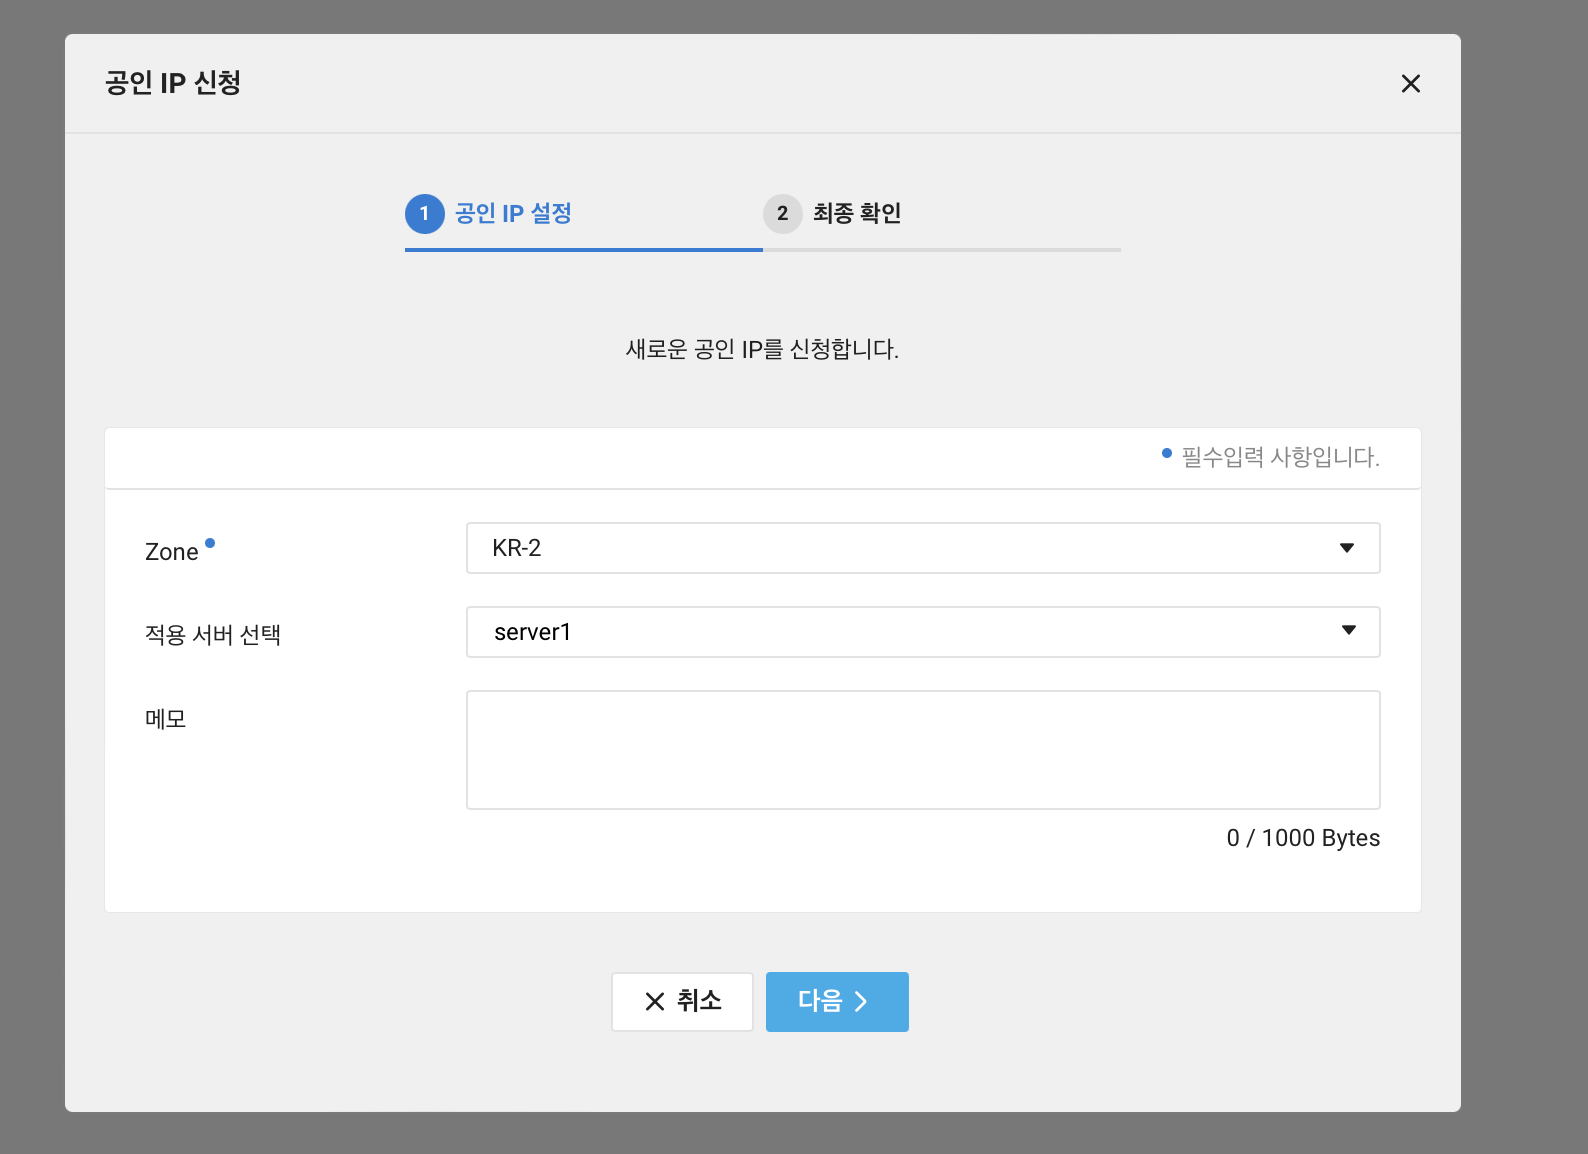 공인 IP 신청
1 공인 IP 설정
2 최종 확인
새로운 공인 IP를 신청합니다.
필수입력 사항입니다.
Zone
KR-2
적용 서버 선택
server1
메모
0 / 1000 Bytes
취소
다음